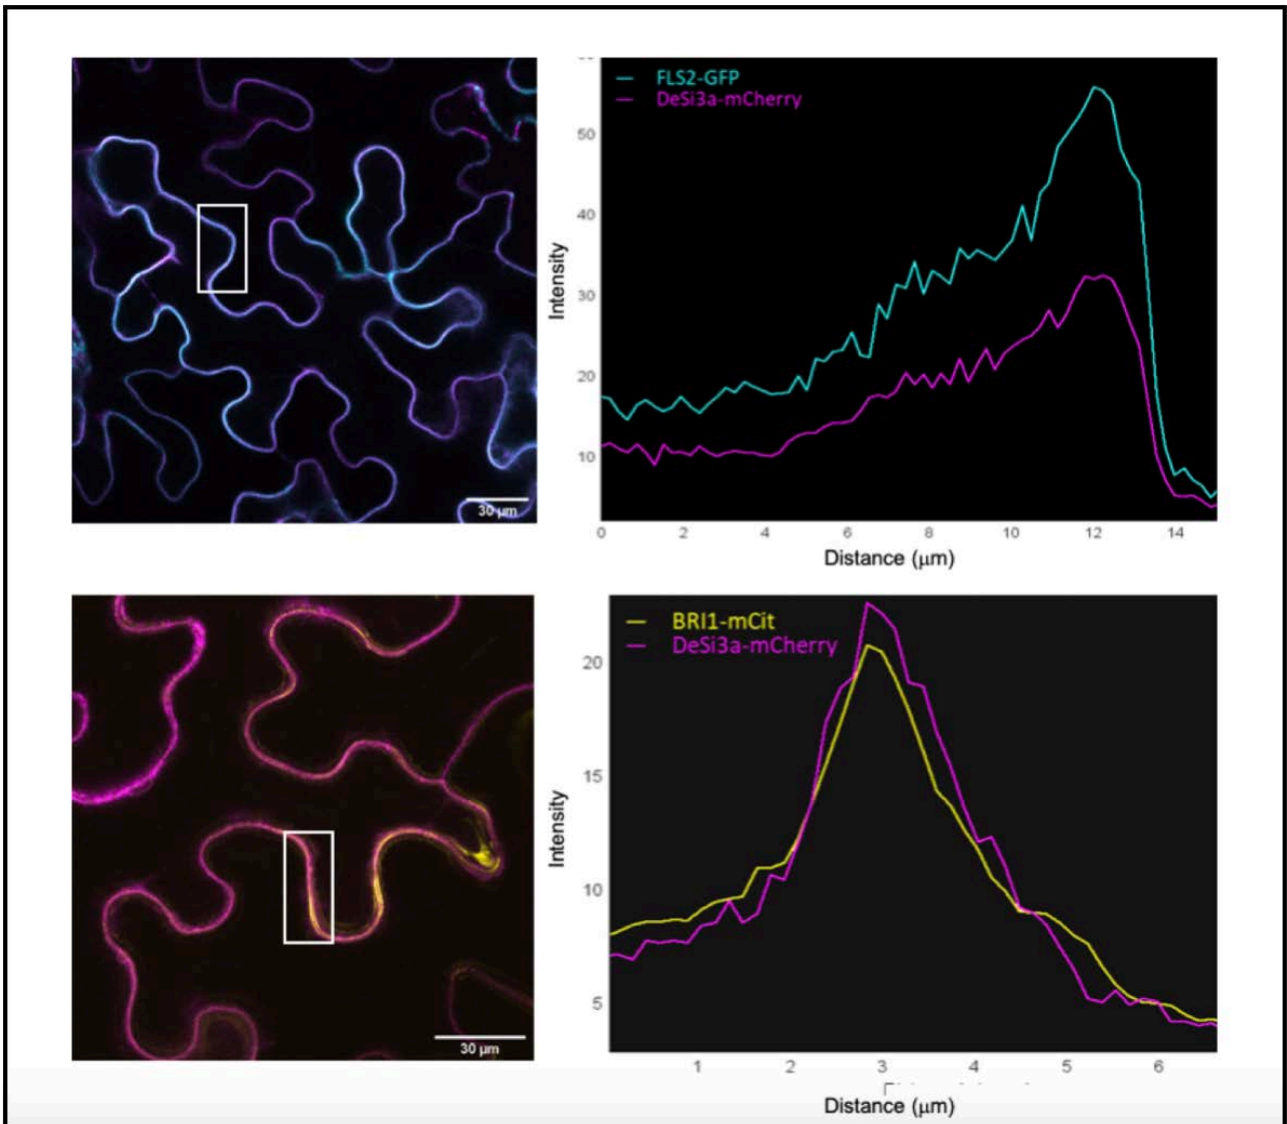 FLS2-GFP
DeSi3a-mCherry
50
40
30
20
10
Intensity
0 2 4 6 8 10 12 14
Distance (μm)
30 μm
BRI1-mCit
DeSi3a-mCherry
20
15
10
5
Intensity
1 2 3 4 5 6
Distance (μm)
30 μm